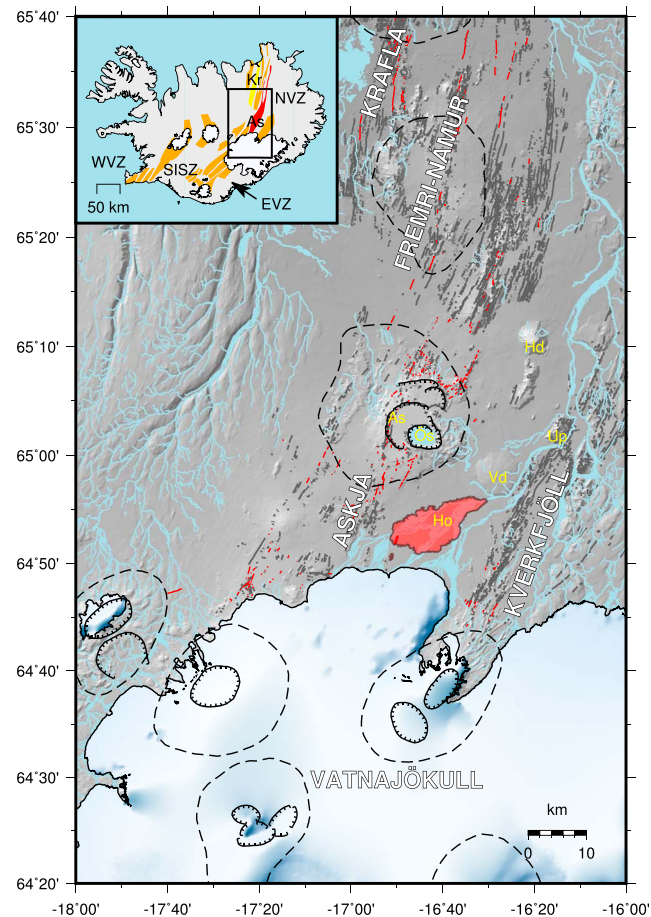 65°40'
65°30'
65°20'
65°10'
65°00'
64°50'
64°40'
64°30'
64°20'
Kr
NVZ
As
WVZ
SISZ
EVZ
50 km
KRAFLA
FREMRI-NÁMUR
Hd
As
Os
Up
Vd
ASKJA
Ho
KVERKFJÖLL
VATNAJÖKULL
km
0 10
-18°00' -17°40' -17°20' -17°00' -16°40' -16°20' -16°00'